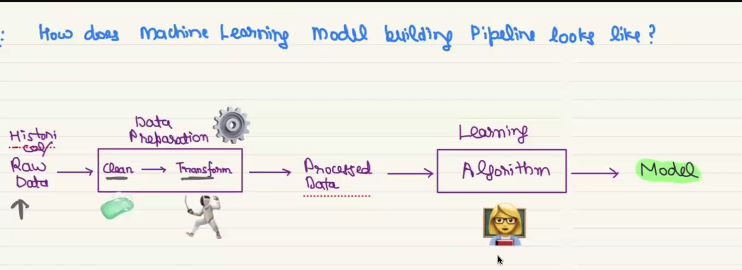 : How does Machine Learning Model building Pipeline looks like?
Histori
cal/
Raw
Data
Data
Preparation
Clean → Transform
Processed
Data
Learning
Algorithm
Model